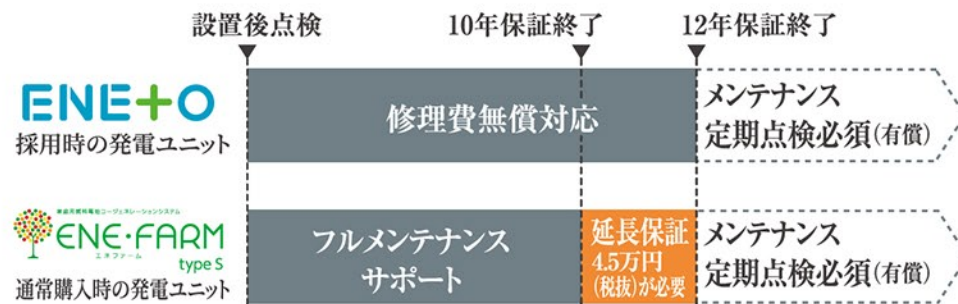 設置後点検 10年保証終了 12年保証終了
ENE+O
採用時の発電ユニット
修理費無償対応
メンテナンス
定期点検必須(有償)
家庭用燃料電池コージェネレーションシステム
ENE・FARM
エネファーム
type S
通常購入時の発電ユニット
フルメンテナンス
サポート
延長保証
4.5万円
(税抜)が必要
メンテナンス
定期点検必須(有償)